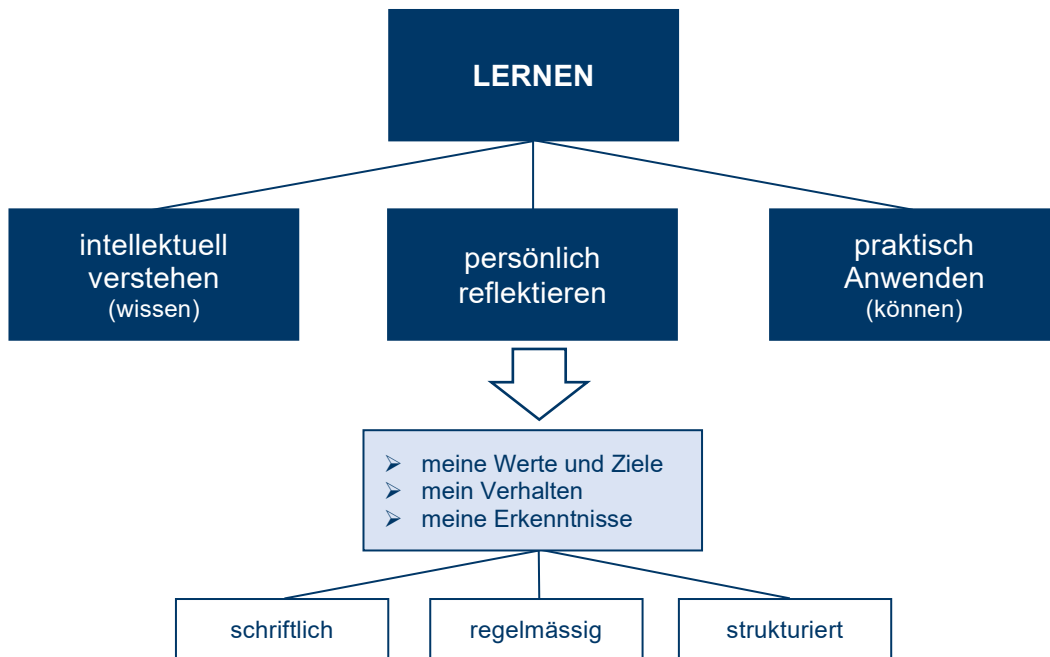 LERNEN
intellektuell
verstehen
(wissen)
persönlich
reflektieren
praktisch
Anwenden
(können)
➢ meine Werte und Ziele
➢ mein Verhalten
➢ meine Erkenntnisse
schriftlich
regelmässig
strukturiert